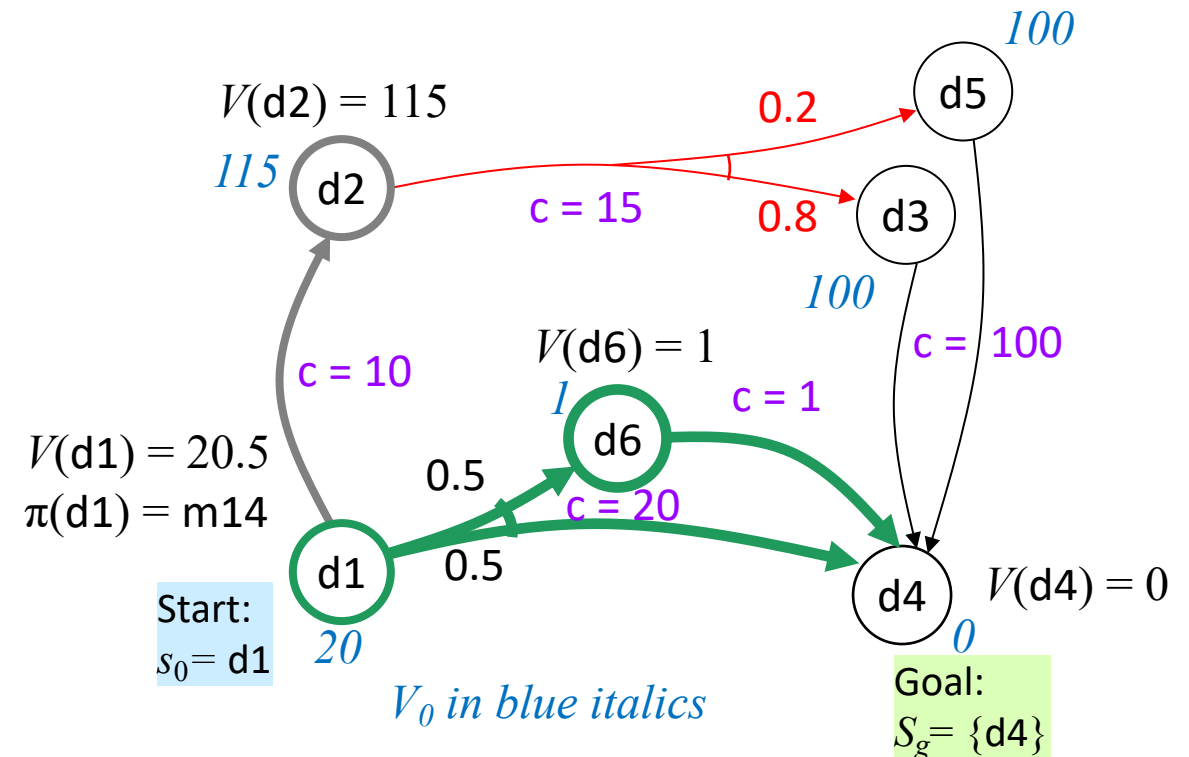 100
d5
V(d2) = 115
0.2
115
d2
c = 15
0.8
d3
100
V(d6) = 1
c = 100
c = 10
1
c = 1
d6
V(d1) = 20.5
0.5
π(d1) = m14
c = 20
0.5
d1
d4
V(d4) = 0
Start:
s0= d1
20
0
V0 in blue italics
Goal:
Sg= {d4}